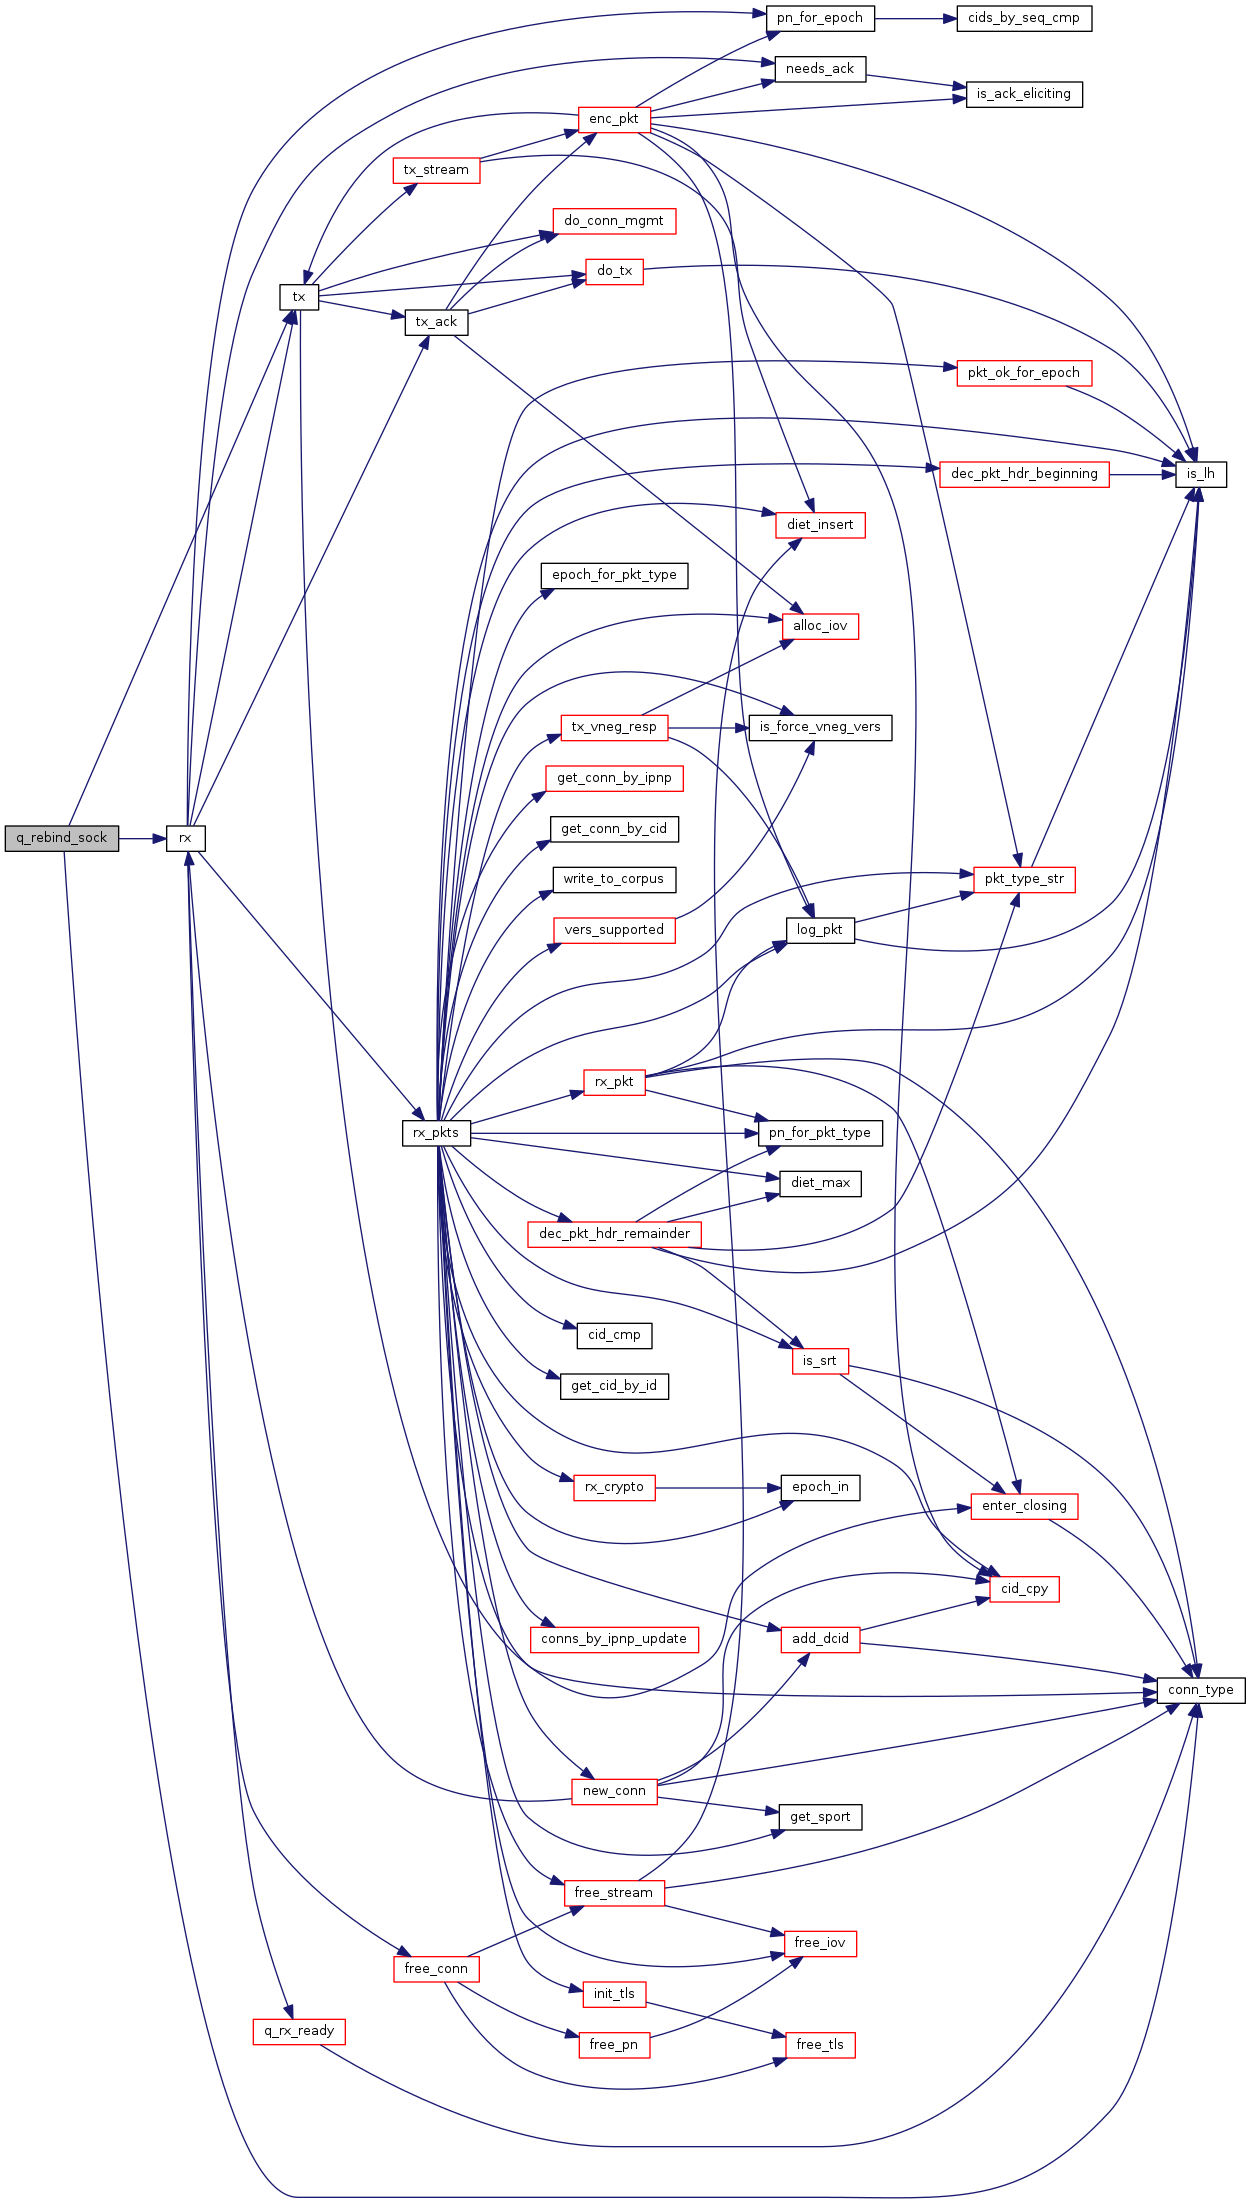 pn_for_epoch
cids_by_seq_cmp
needs_ack
is_ack_eliciting
enc_pkt
tx_stream
do_conn_mgmt
do_tx
tx
tx_ack
pkt_ok_for_epoch
is_lh
dec_pkt_hdr_beginning
diet_insert
epoch_for_pkt_type
alloc_iov
tx_vneg_resp
is_force_vneg_vers
get_conn_by_ipnp
get_conn_by_cid
q_rebind_sock
rx
write_to_corpus
pkt_type_str
vers_supported
log_pkt
rx_pkt
rx_pkts
pn_for_pkt_type
diet_max
dec_pkt_hdr_remainder
cid_cmp
is_srt
get_cid_by_id
rx_crypto
epoch_in
enter_closing
cid_cpy
conns_by_ipnp_update
add_dcid
conn_type
new_conn
get_sport
free_stream
free_iov
free_conn
init_tls
q_rx_ready
free_pn
free_tls